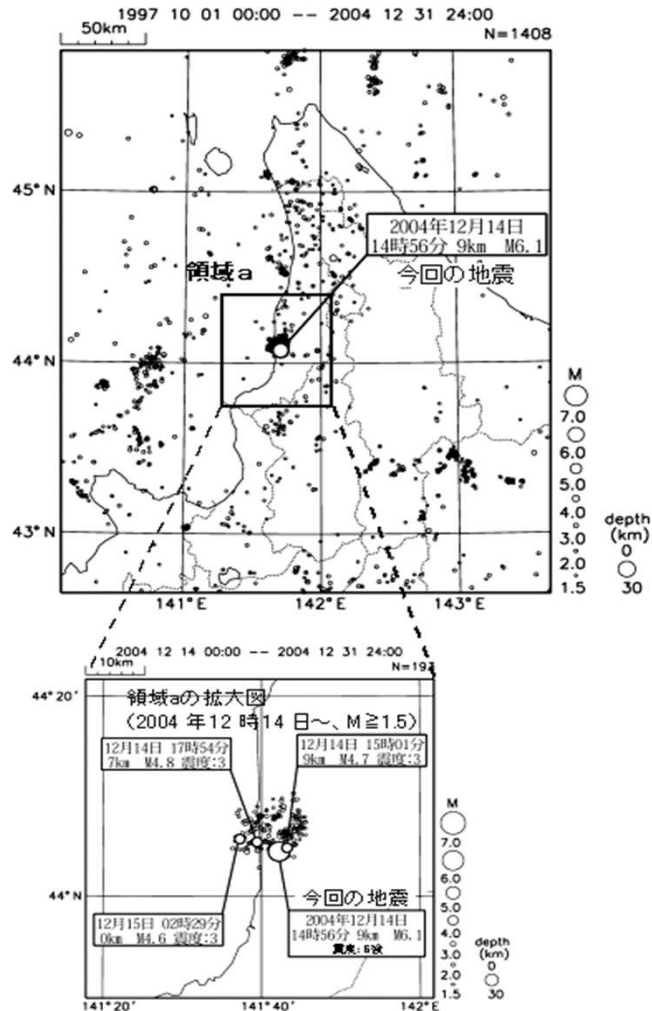 1997 10 01 00:00 -- 2004 12 31 24:00
50km
N=1408
45°N
2004年12月14日
14時56分 9km M6.1
領域a
今回の地震
44°N
M
7.0
6.0
5.0
4.0
3.0
2.0
1.5
depth
(km)
0
30
43°N
141°E
142°E
143°E
2004 12 14 00:00 -- 2004 12 31 24:00
10km
44°20'
領域aの拡大図
(2004 年12 時14 日～、M≧1.5)
12月14日 17時54分
7km M4.8 震度:3
12月14日 15時01分
9km M4.7 震度:3
M
7.0
6.0
5.0
4.0
3.0
2.0
1.5
depth
(km)
0
30
44°N
今回の地震
12月15日 02時29分
0km M4.6 震度:3
2004年12月14日
14時56分 9km M6.1
141°20'
141°40'
142°E